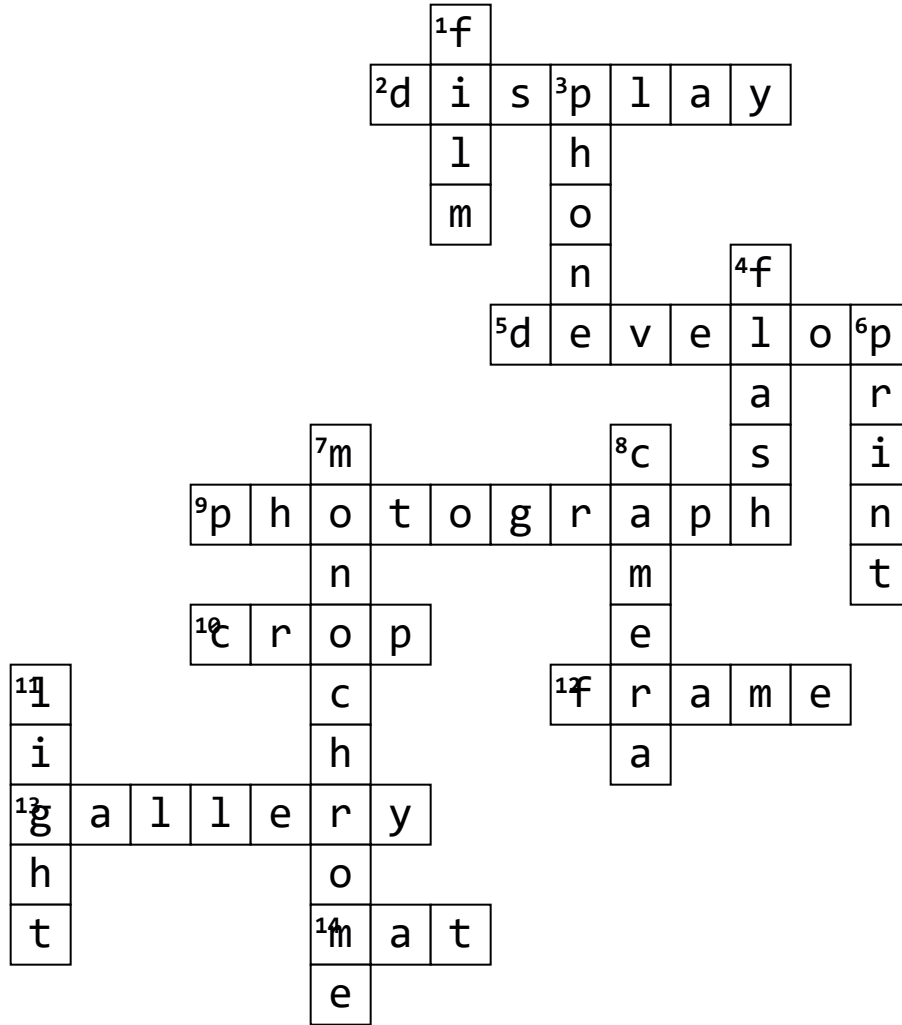 1f
2d i s 3p l a y
l h
m o
n 4f
5d e v e l o 6p
a r
7m 8c s i
9p h o t o g r a p h n
n m t
10c r o p e
11l c 12f r a m e
i h a
13g a l l e r y
h o
t 14m a t
e